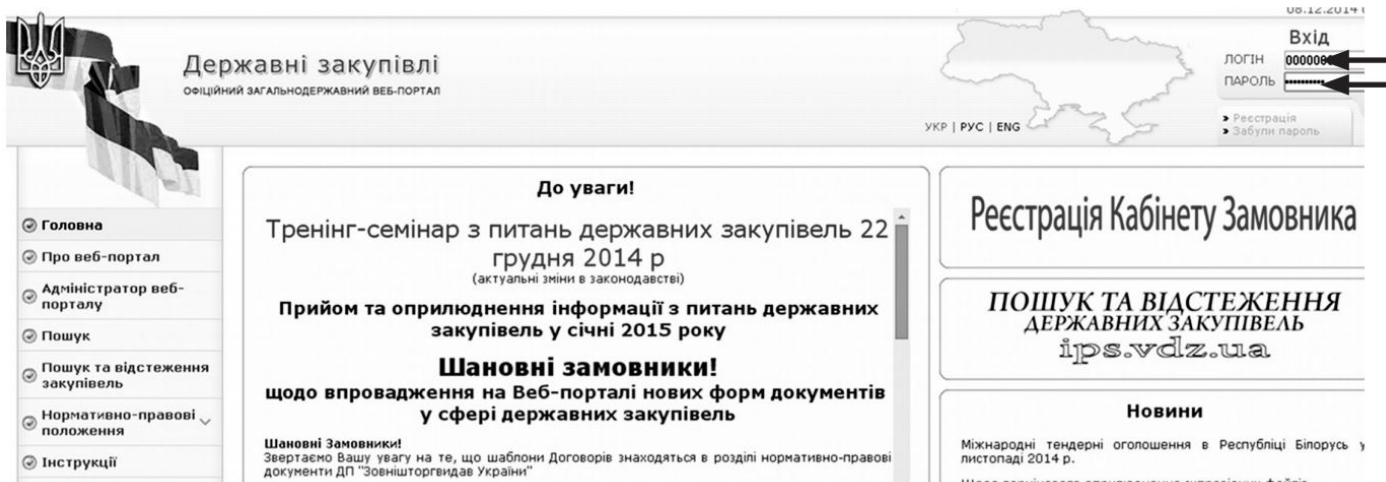 08.12.2014
Вхід
ЛОГІН
ПАРОЛЬ
Державні закупівлі
ОФІЦІЙНИЙ ЗАГАЛЬНОДЕРЖАВНИЙ ВЕБ-ПОРТАЛ
УКР | РУС | ENG
Реєстрація
Забули пароль
Головна
Про веб-портал
Адміністратор веб-
порталу
Пошук
Пошук та відстеження
закупівель
Нормативно-правові
положення
Інструкції
До уваги!
Тренінг-семінар з питань державних закупівель 22
грудня 2014 р
(актуальні зміни в законодавстві)
Прийом та оприлюднення інформації з питань державних
закупівель у січні 2015 року
Шановні замовники!
щодо впровадження на Веб-порталі нових форм документів
у сфері державних закупівель
Шановні Замовники!
Звертаємо Вашу увагу на те, що шаблони Договорів знаходяться в розділі нормативно-правові
документи ДП "Зовнішторгвидав України"
Реєстрація Кабінету Замовника
ПОШУК ТА ВІДСТЕЖЕННЯ
ДЕРЖАВНИХ ЗАКУПІВЕЛЬ
ips.vdz.ua
Новини
Міжнародні тендерні оголошення в Республіці Білорусь у
листопаді 2014 р.